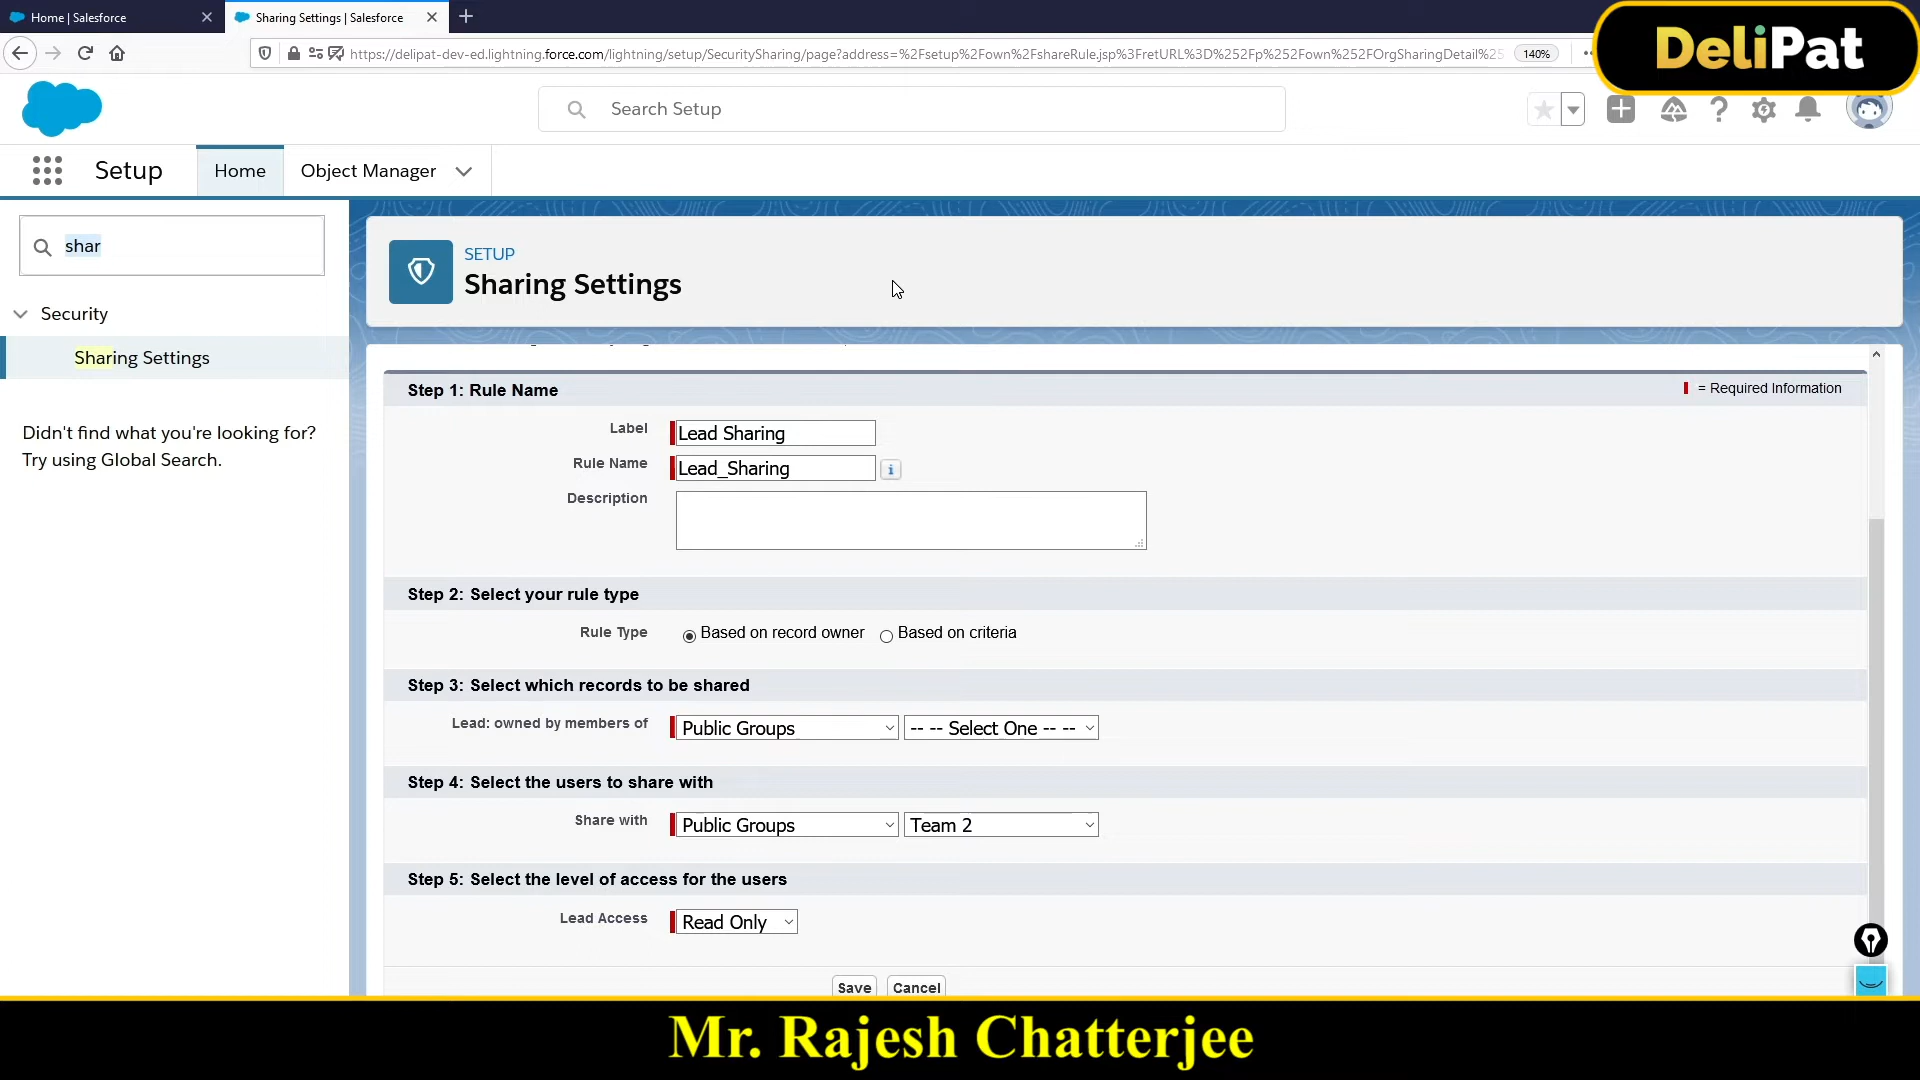 Home | Salesforce
Sharing Settings | Salesforce
https://delipat-dev-ed.lightning.force.com/lightning/setup/SecuritySharing/page?address=%2Fsetup%2Fown%2FshareRule.jsp%3FretURL%3D%252Fp%252Fown%252FOrgSharingDetail%25
140%
DeliPat
Search Setup
Setup
Home
Object Manager
shar
Security
Sharing Settings
Didn't find what you're looking for?
Try using Global Search.
SETUP
Sharing Settings
Step 1: Rule Name
= Required Information
Label
Lead Sharing
Rule Name
Lead_Sharing
Description
Step 2: Select your rule type
Rule Type
Based on record owner
Based on criteria
Step 3: Select which records to be shared
Lead: owned by members of
Public Groups
-- -- Select One -- --
Step 4: Select the users to share with
Share with
Public Groups
Team 2
Step 5: Select the level of access for the users
Lead Access
Read Only
Save
Cancel
Mr. Rajesh Chatterjee